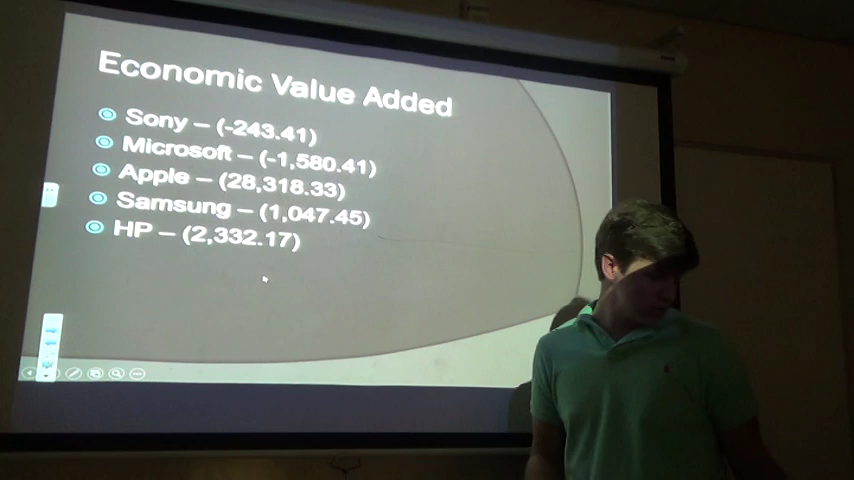 Economic Value Added
Sony – (-243.41)
Microsoft – (-1,580.41)
Apple – (28,318.33)
Samsung – (1,047.45)
HP – (2,332.17)